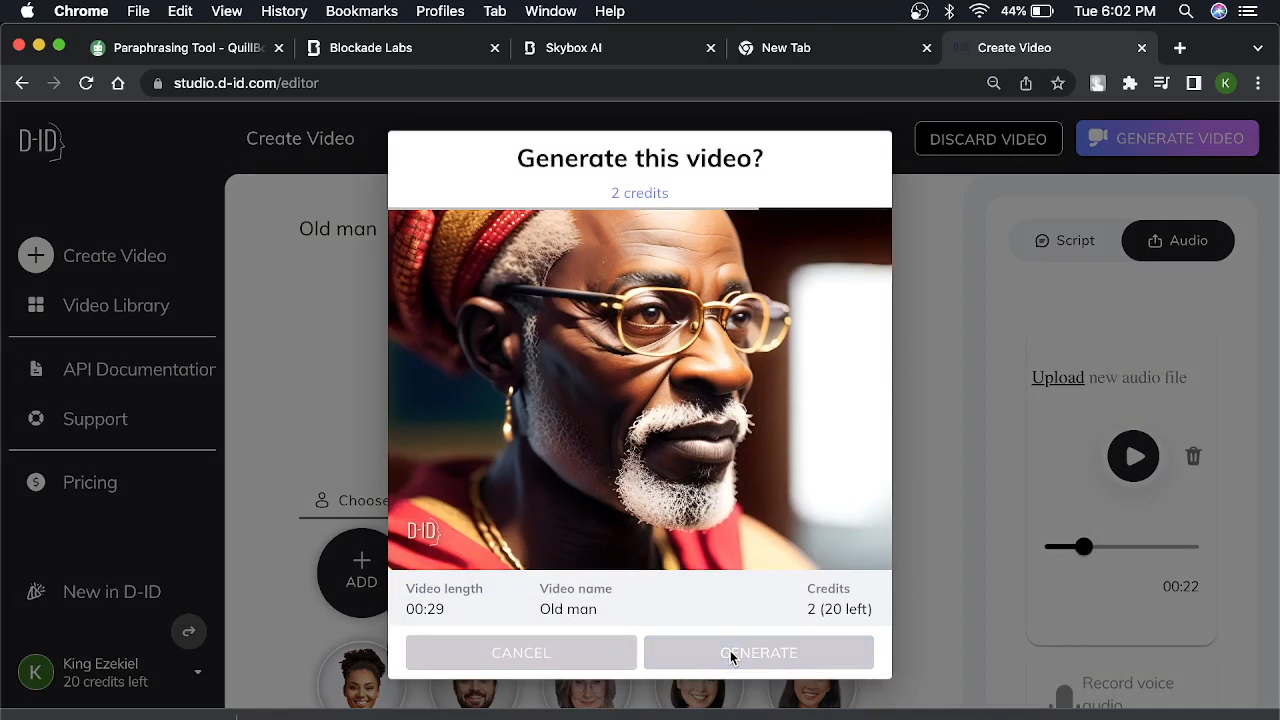 Chrome File Edit View History Bookmarks Profiles Tab Window Help 44% Tue 6:02 PM
Paraphrasing Tool - QuillBo Blockade Labs Skybox AI New Tab D-ID Create Video
studio.d-id.com/editor K
D-ID Create Video DISCARD VIDEO GENERATE VIDEO
Generate this video?
2 credits
Old man
Script Audio
Create Video
Video Library
API Documentation
Support
Pricing
Upload new audio file
Choose
ADD
D-ID
00:22
Video length Video name Credits
00:29 Old man 2 (20 left)
New in D-ID
CANCEL GENERATE
K King Ezekiel
20 credits left
Record voice
audio